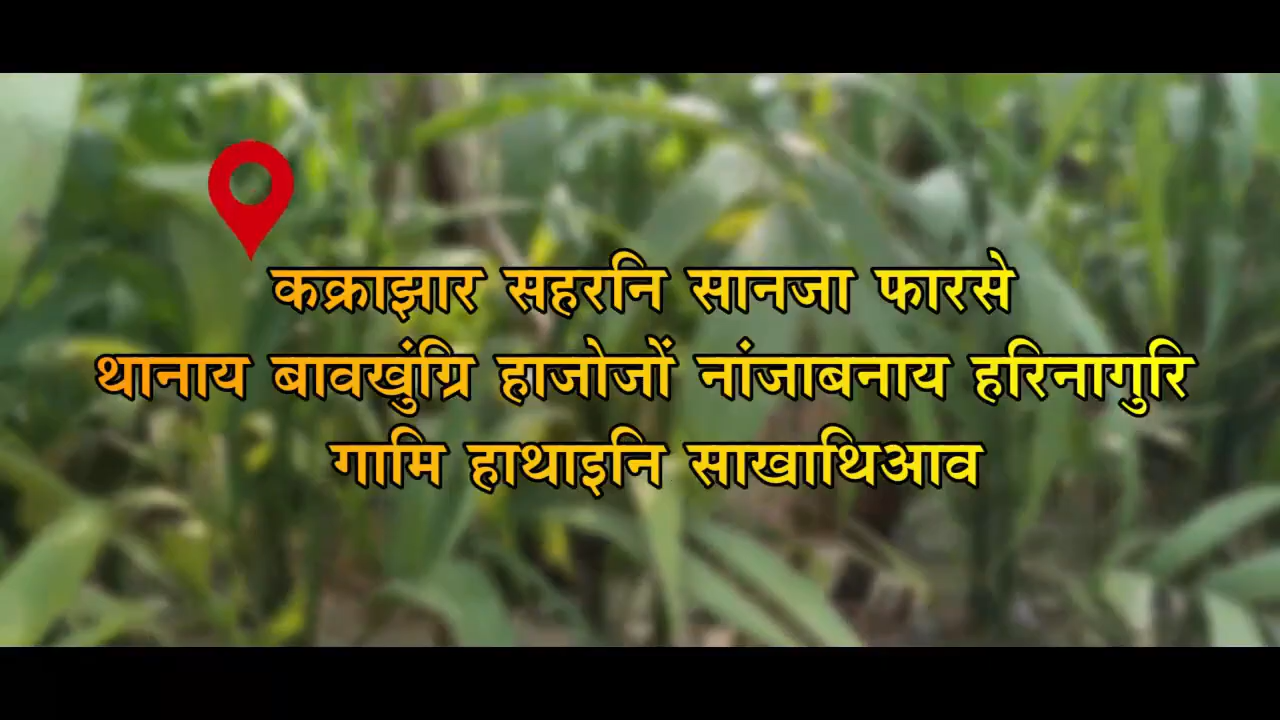 कक्राझार सहरनि सानजा फारसे
थानाय बावखुंग्रि हाजोजों नांजाबनाय हरिनागुरि
गामि हाथाइनि साखाथिआव